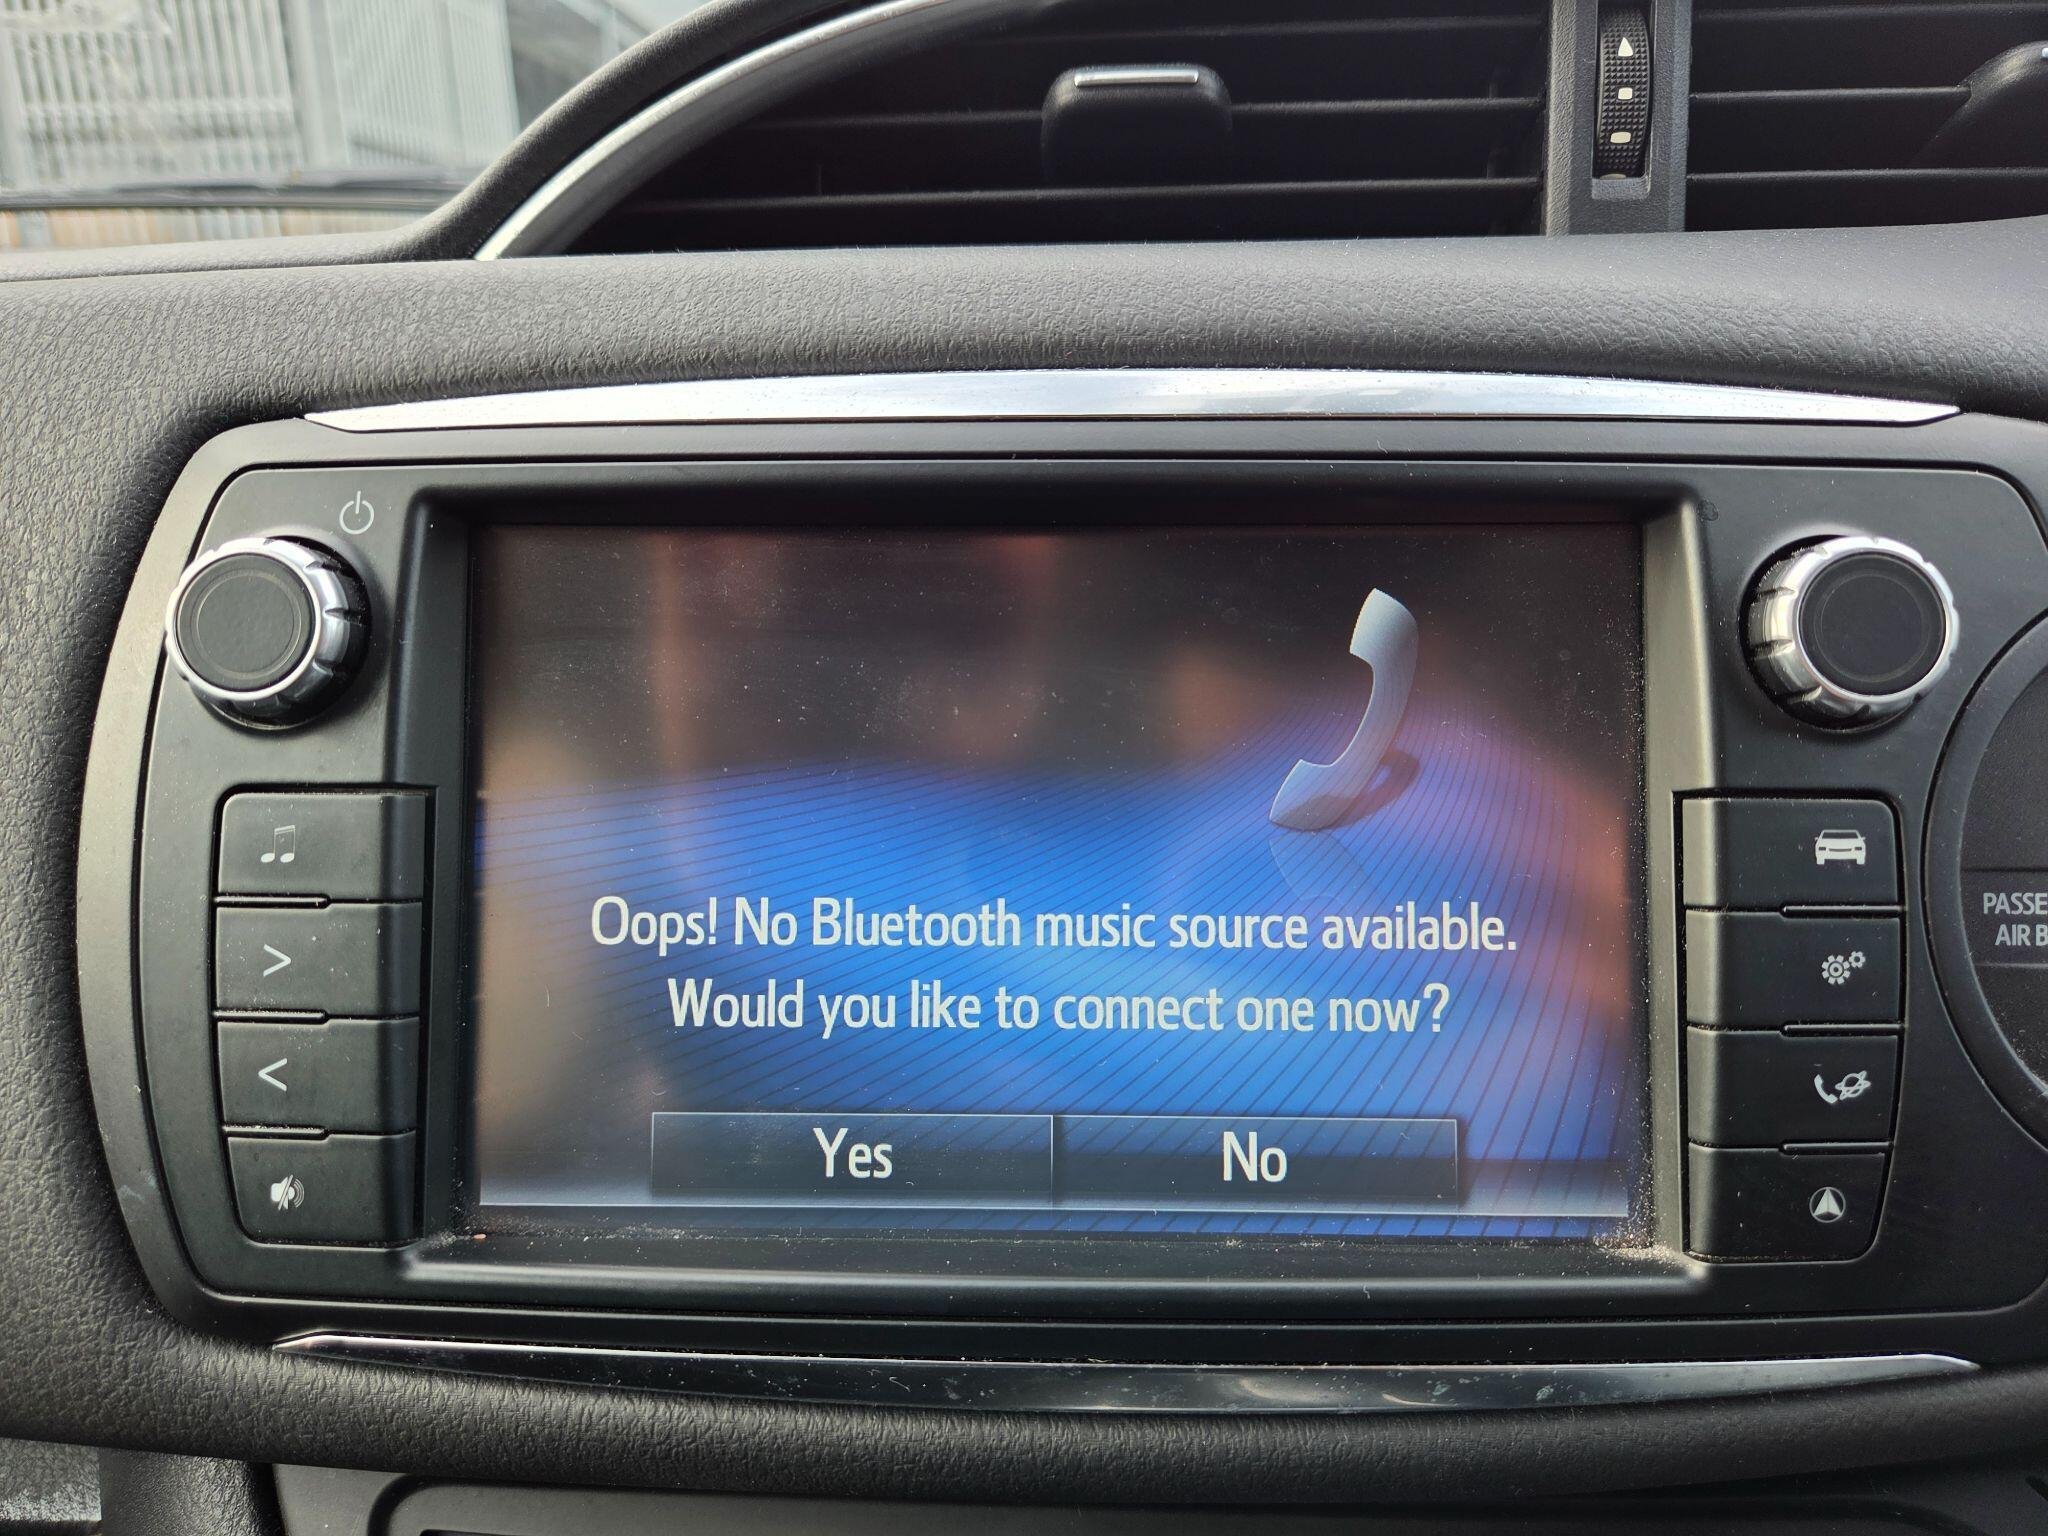 Oops! No Bluetooth music source available.
Would you like to connect one now?
Yes
No